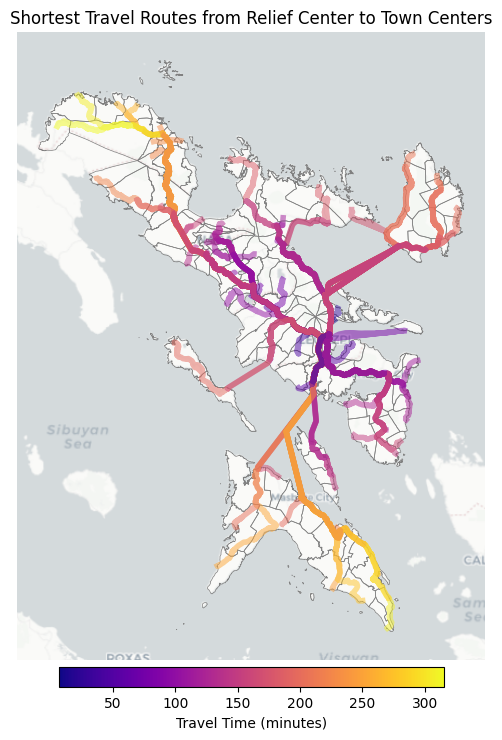 Shortest Travel Routes from Relief Center to Town Centers
Sibuyan
Sea
Masbate City
CAL
Sam
Sea
ROXAS
Visayan
50
100
150
200
250
300
Travel Time (minutes)